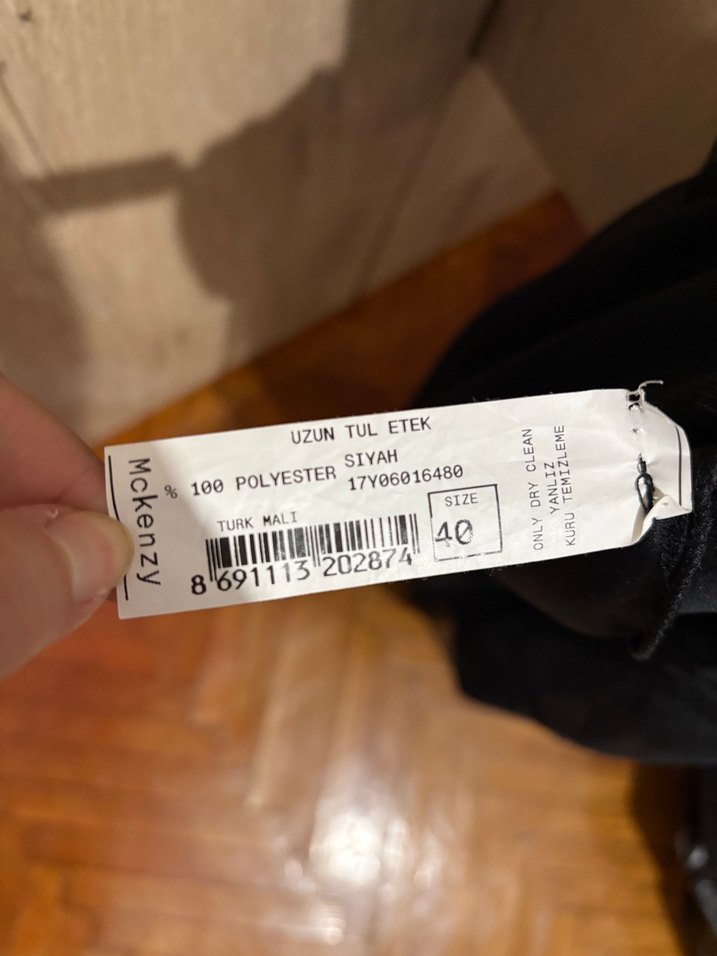 UZUN TUL ETEK
% 100 POLYESTER SIYAH
17Y06016480
TURK MALI
8 691113 202874
SIZE
40
Mckenzy
ONLY DRY CLEAN
YANLIZ
KURU TEMIZLEME